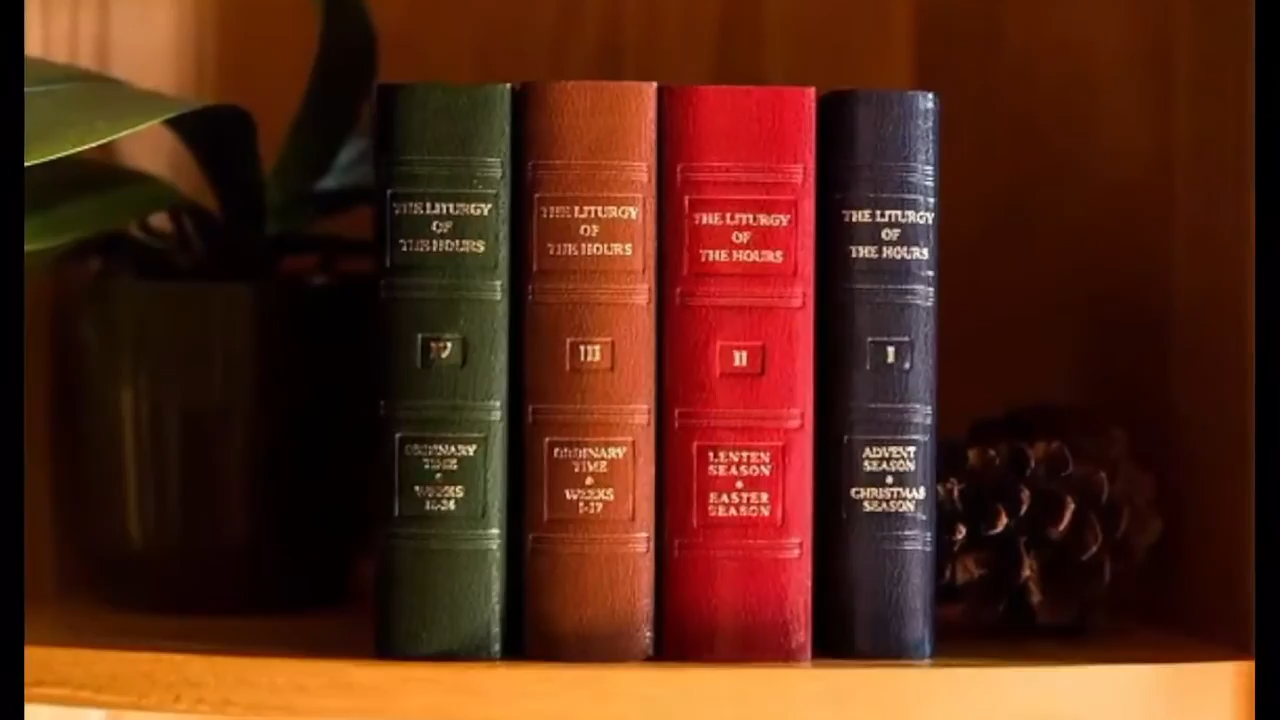 THE LITURGY
OF
THE HOURS
IV
ORDINARY
TIME
WEEKS
THE LITURGY
OF
THE HOURS
III
ORDINARY
TIME
WEEKS
1-17
THE LITURGY
OF
THE HOURS
II
LENTEN
SEASON
EASTER
SEASON
THE LITURGY
OF
THE HOURS
I
ADVENT
SEASON
CHRISTMAS
SEASON